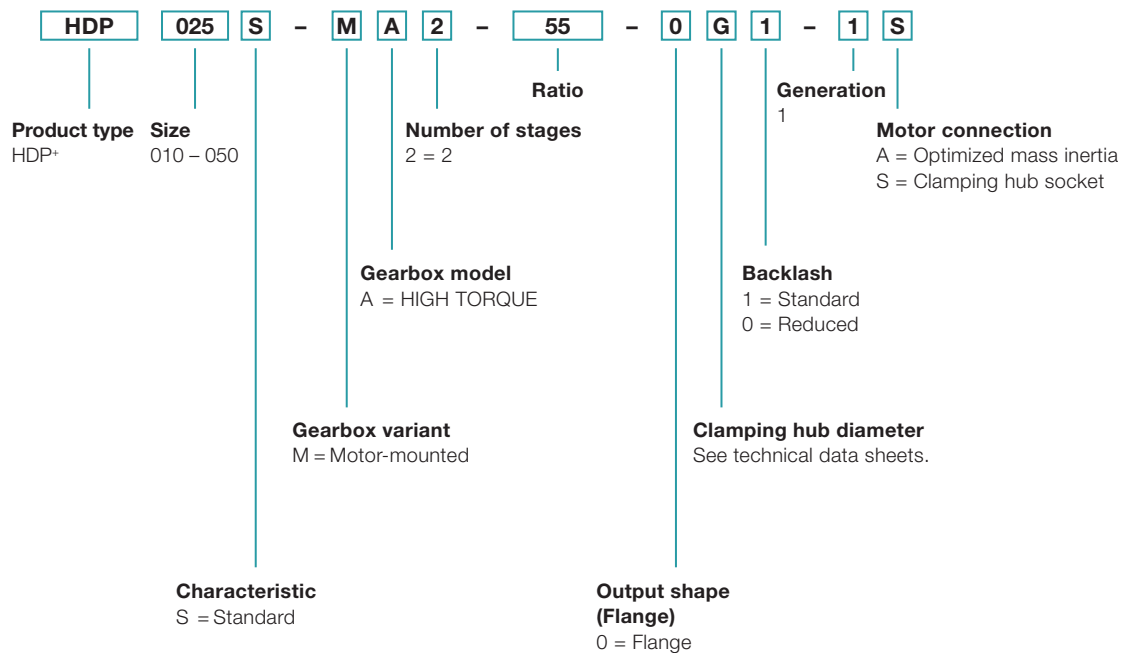 HDP 025 S – M A 2 – 55 – 0 G 1 – 1 S
Ratio
Generation
1
Product type
HDP+
Size
010 – 050
Number of stages
2 = 2
Motor connection
A = Optimized mass inertia
S = Clamping hub socket
Gearbox model
A = HIGH TORQUE
Backlash
1 = Standard
0 = Reduced
Gearbox variant
M = Motor-mounted
Clamping hub diameter
See technical data sheets.
Characteristic
S = Standard
Output shape
(Flange)
0 = Flange